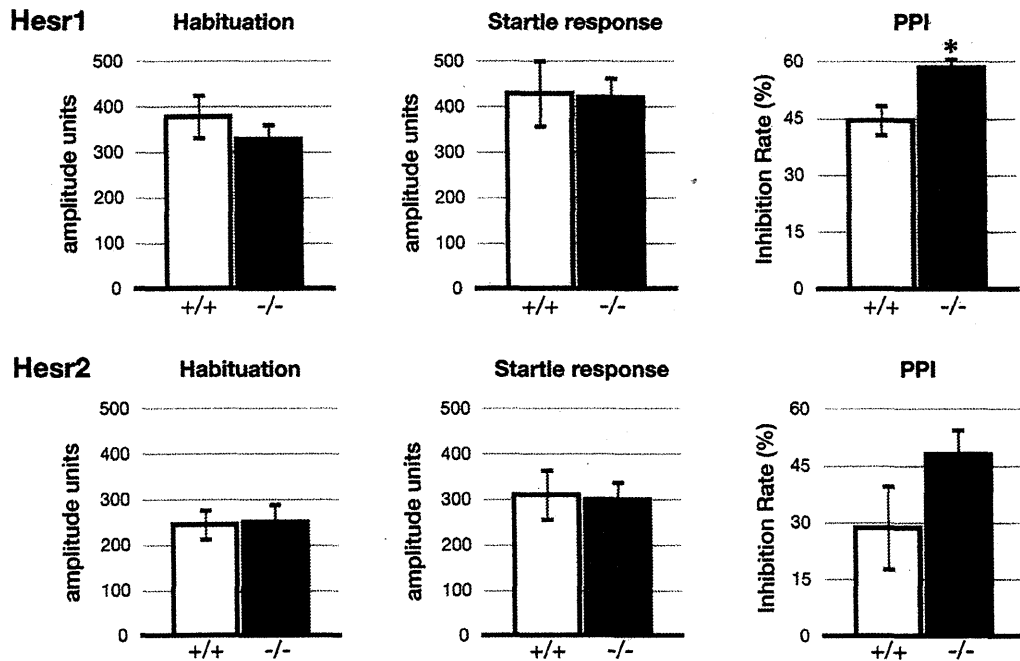 Hesr1
Habituation
Startle response
PPI
amplitude units
500
400
300
200
100
0
+/+ -/-
amplitude units
500
400
300
200
100
0
+/+ -/-
Inhibition Rate (%)
60
45
30
15
0
*
+/+ -/-
Hesr2
Habituation
Startle response
PPI
amplitude units
500
400
300
200
100
0
+/+ -/-
amplitude units
500
400
300
200
100
0
+/+ -/-
Inhibition Rate (%)
60
45
30
15
0
+/+ -/-